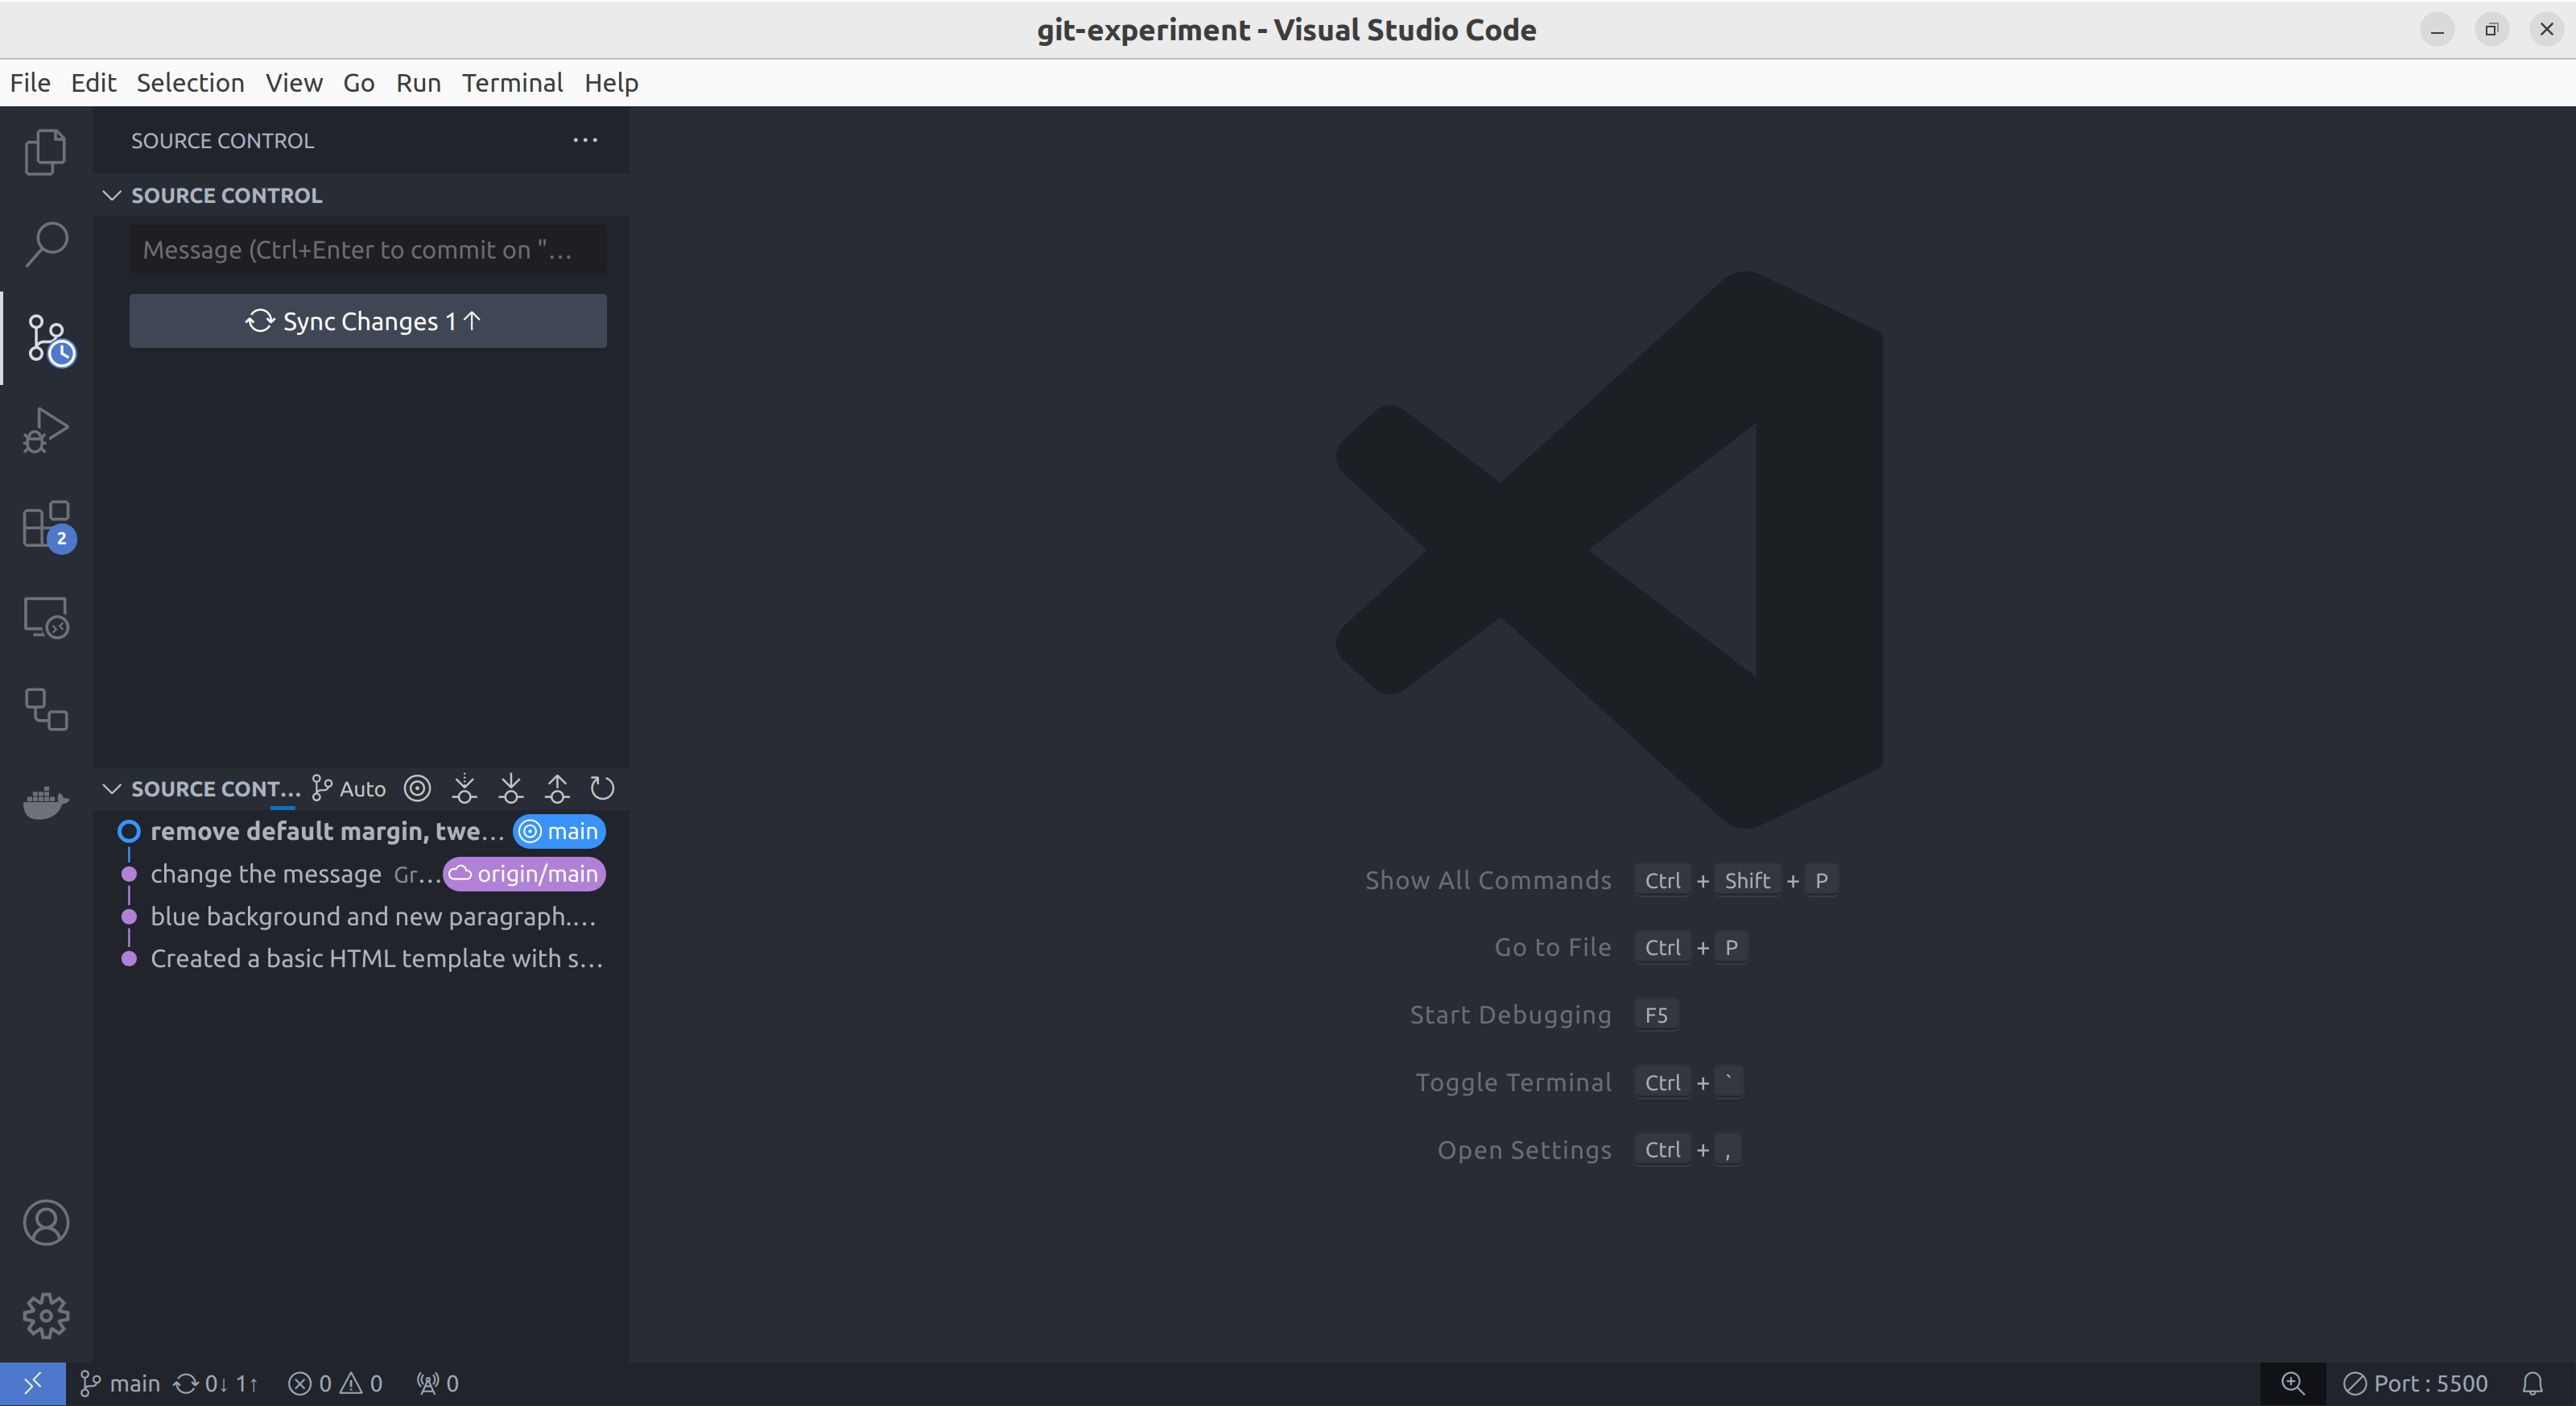 git-experiment - Visual Studio Code
File Edit Selection View Go Run Terminal Help
SOURCE CONTROL ...
SOURCE CONTROL
Message (Ctrl+Enter to commit on "...
Sync Changes 1↑
2
SOURCE CONT... Auto
remove default margin, twe... main
change the message Gr... origin/main
blue background and new paragraph....
Created a basic HTML template with s...
Show All Commands Ctrl + Shift + P
Go to File Ctrl + P
Start Debugging F5
Toggle Terminal Ctrl + `
Open Settings Ctrl + ,
main 0↓ 1↑ 0 0 0 Port : 5500